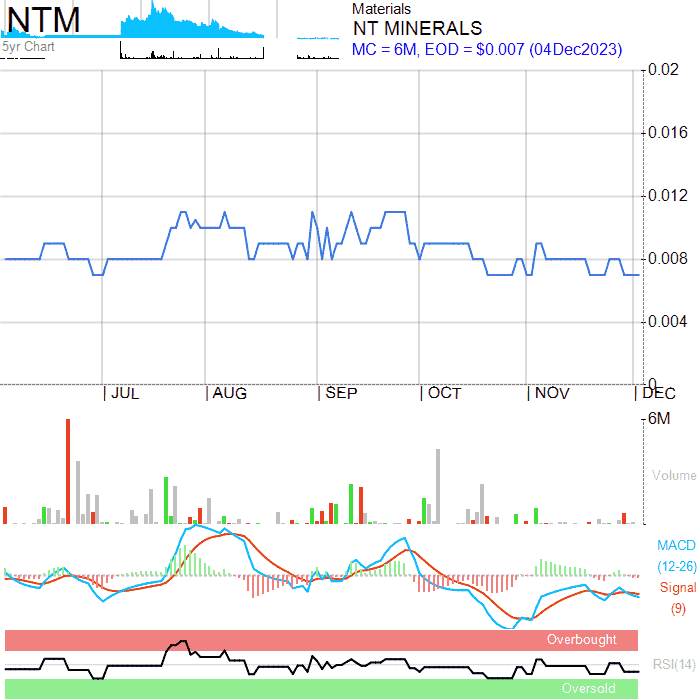 NTM
5yr Chart
Materials
NT MINERALS
MC = 6M, EOD = $0.007 (04Dec2023)
0.02
0.016
0.012
0.008
0.004
0
JUL AUG SEP OCT NOV DEC
6M
Volume
MACD
(12-26)
Signal
(9)
Overbought
RSI(14)
Oversold